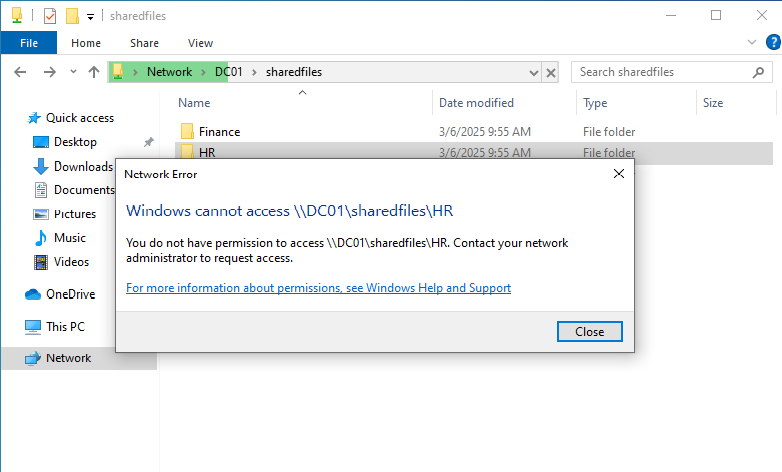 sharedfiles
File Home Share View
Network DC01 sharedfiles
Search sharedfiles
Name Date modified Type Size
Quick access
Desktop
Downloads
Documents
Pictures
Music
Videos
OneDrive
This PC
Network
Finance 3/6/2025 9:55 AM File folder
HR 3/6/2025 9:55 AM File folder
Network Error
Windows cannot access \\DC01\sharedfiles\HR
You do not have permission to access \\DC01\sharedfiles\HR. Contact your network
administrator to request access.
For more information about permissions, see Windows Help and Support
Close